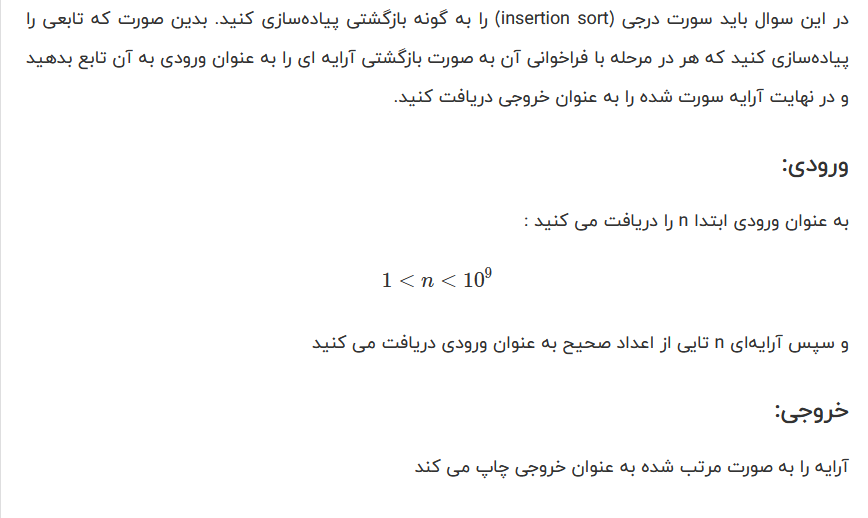 در این سوال باید سورت درجی (insertion sort) را به گونه بازگشتی پیاده‌سازی کنید. بدین صورت که تابعی را
پیاده‌سازی کنید که هر در مرحله با فراخوانی آن به صورت بازگشتی آرایه ای را به عنوان ورودی به آن تابع بدهید
و در نهایت آرایه سورت شده را به عنوان خروجی دریافت کنید.
ورودی:
به عنوان ورودی ابتدا n را دریافت می کنید :
1 < n < 10⁹
و سپس آرایه‌ای n تایی از اعداد صحیح به عنوان ورودی دریافت می کنید
خروجی:
آرایه را به صورت مرتب شده به عنوان خروجی چاپ می کند